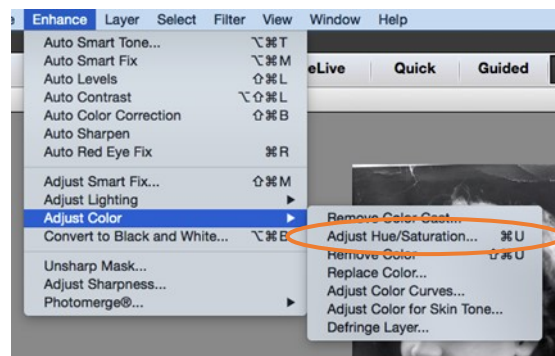 Enhance Layer Select Filter View Window Help
eLive Quick Guided
Auto Smart Tone... ⌥⌘T
Auto Smart Fix ⌥⌘M
Auto Levels ⇧⌘L
Auto Contrast ⌥⇧⌘L
Auto Color Correction ⇧⌘B
Auto Sharpen
Auto Red Eye Fix ⌘R
Adjust Smart Fix... ⇧⌘M
Adjust Lighting ▶
Adjust Color ▶
Convert to Black and White... ⌥⌘B
Unsharp Mask...
Adjust Sharpness...
Photomerge®... ▶
Remove Color Cast...
Adjust Hue/Saturation... ⌘U
Remove Color ⇧⌘U
Replace Color...
Adjust Color Curves...
Adjust Color for Skin Tone...
Defringe Layer...